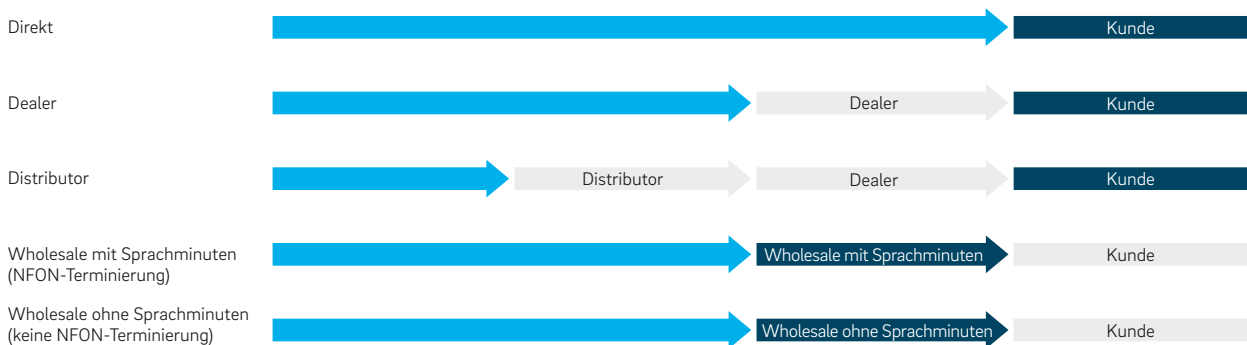 Direkt
Kunde
Dealer
Dealer
Kunde
Distributor
Distributor
Dealer
Kunde
Wholesale mit Sprachminuten
(NFON-Terminierung)
Wholesale mit Sprachminuten
Kunde
Wholesale ohne Sprachminuten
(keine NFON-Terminierung)
Wholesale ohne Sprachminuten
Kunde